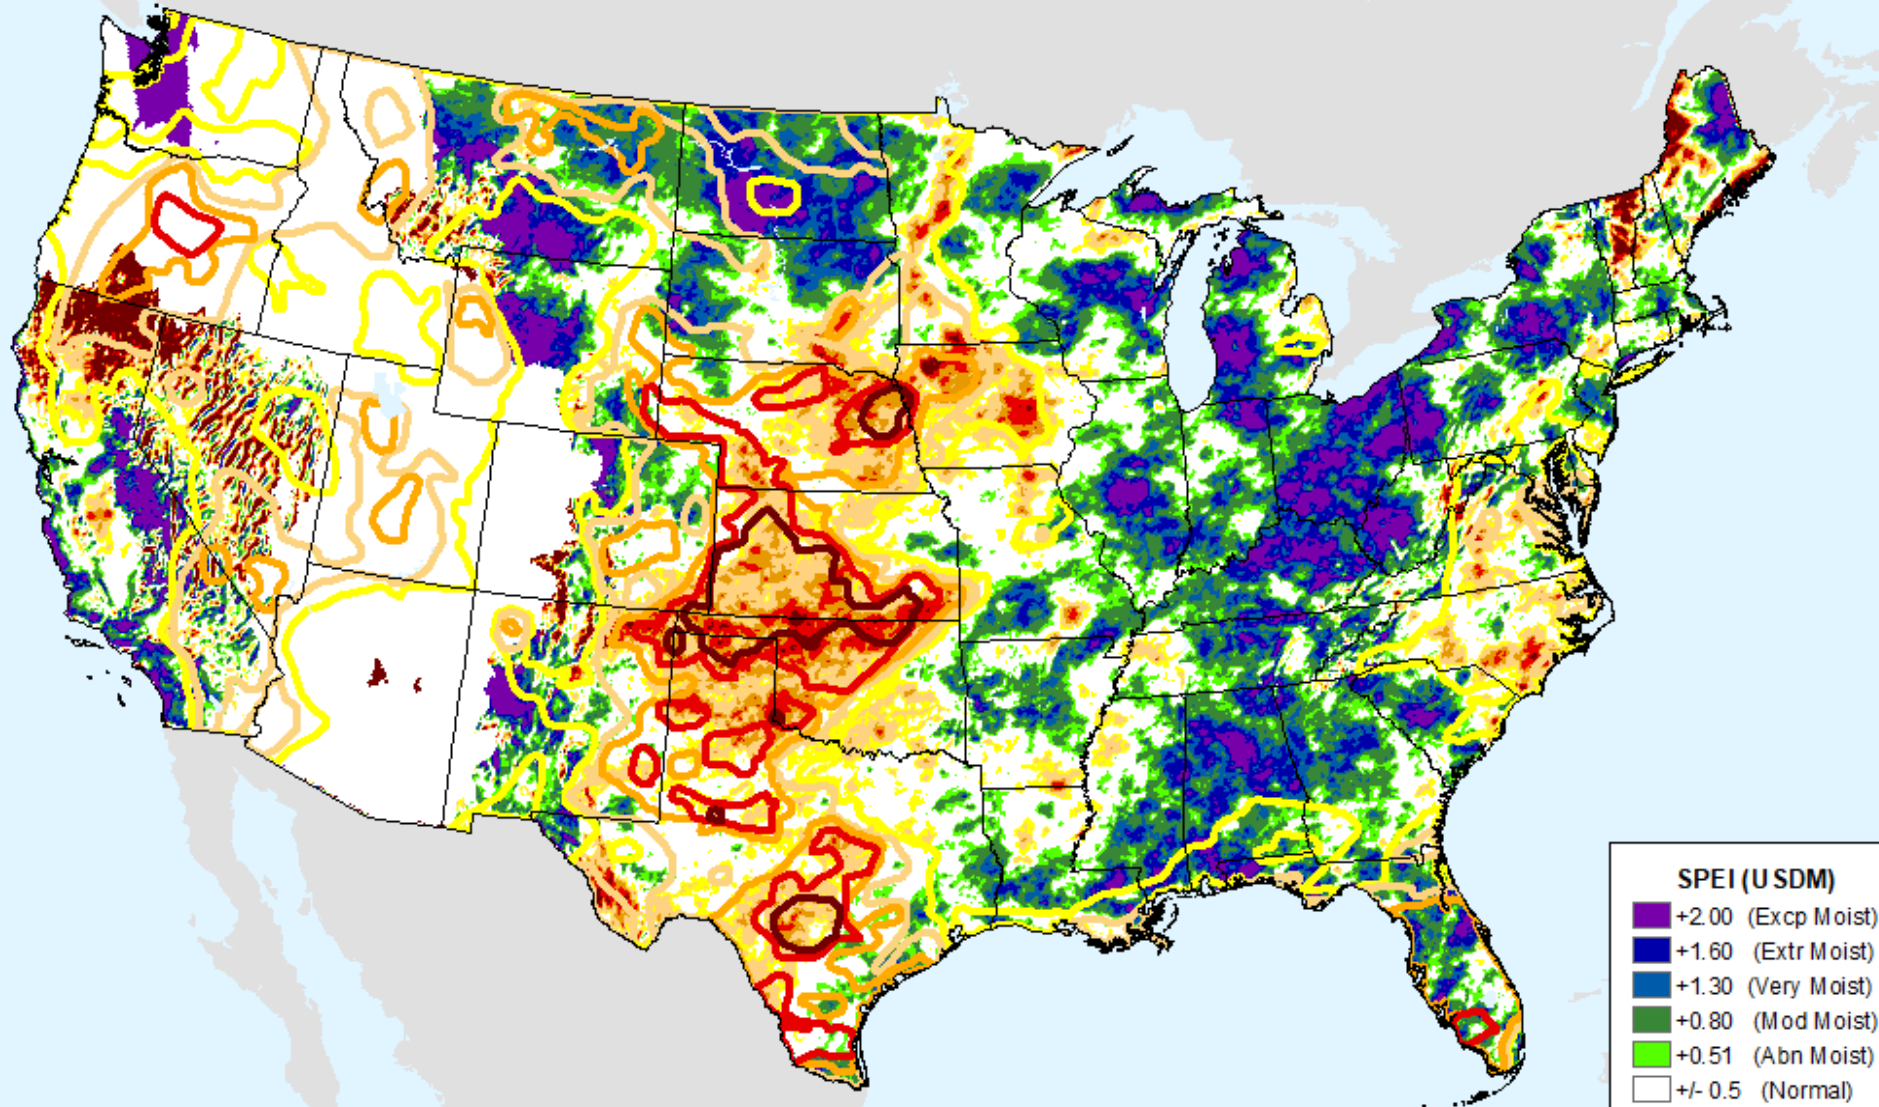 SPEI (USDM)
+2.00 (Excp Moist)
+1.60 (Extr Moist)
+1.30 (Very Moist)
+0.80 (Mod Moist)
+0.51 (Abn Moist)
+/- 0.5 (Normal)